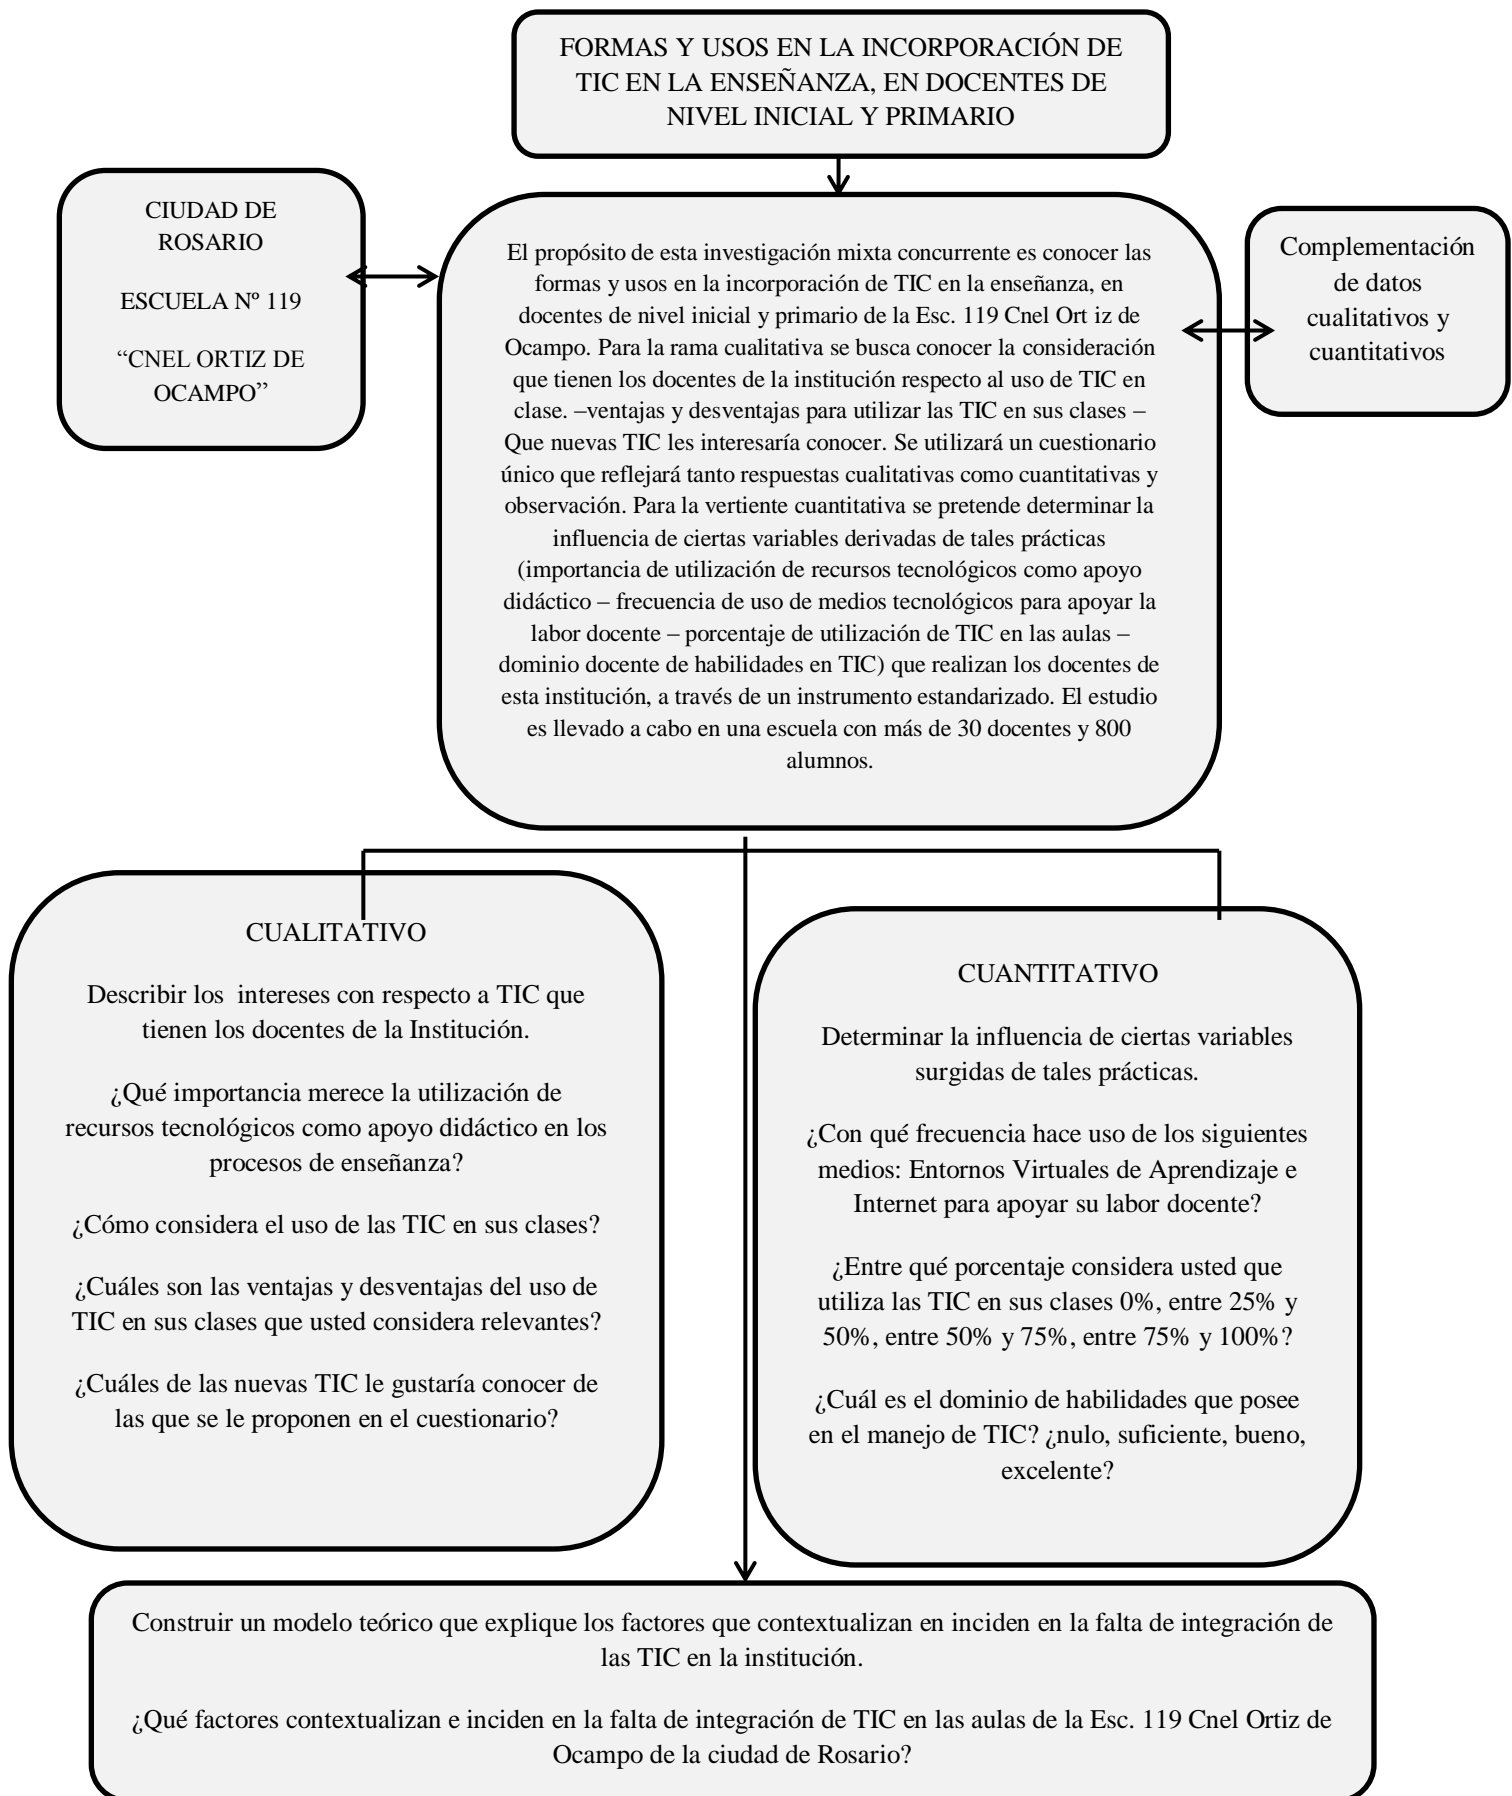 FORMAS Y USOS EN LA INCORPORACIÓN DE
TIC EN LA ENSEÑANZA, EN DOCENTES DE
NIVEL INICIAL Y PRIMARIO
CIUDAD DE
ROSARIO
ESCUELA Nº 119
“CNEL ORTIZ DE
OCAMPO”
El propósito de esta investigación mixta concurrente es conocer las
formas y usos en la incorporación de TIC en la enseñanza, en
docentes de nivel inicial y primario de la Esc. 119 Cnel Ort iz de
Ocampo. Para la rama cualitativa se busca conocer la consideración
que tienen los docentes de la institución respecto al uso de TIC en
clase. –ventajas y desventajas para utilizar las TIC en sus clases –
Que nuevas TIC les interesaría conocer. Se utilizará un cuestionario
único que reflejará tanto respuestas cualitativas como cuantitativas y
observación. Para la vertiente cuantitativa se pretende determinar la
influencia de ciertas variables derivadas de tales prácticas
(importancia de utilización de recursos tecnológicos como apoyo
didáctico – frecuencia de uso de medios tecnológicos para apoyar la
labor docente – porcentaje de utilización de TIC en las aulas –
dominio docente de habilidades en TIC) que realizan los docentes de
esta institución, a través de un instrumento estandarizado. El estudio
es llevado a cabo en una escuela con más de 30 docentes y 800
alumnos.
Complementación
de datos
cualitativos y
cuantitativos
CUALITATIVO
Describir los  intereses con respecto a TIC que
tienen los docentes de la Institución.
¿Qué importancia merece la utilización de
recursos tecnológicos como apoyo didáctico en los
procesos de enseñanza?
¿Cómo considera el uso de las TIC en sus clases?
¿Cuáles son las ventajas y desventajas del uso de
TIC en sus clases que usted considera relevantes?
¿Cuáles de las nuevas TIC le gustaría conocer de
las que se le proponen en el cuestionario?
CUANTITATIVO
Determinar la influencia de ciertas variables
surgidas de tales prácticas.
¿Con qué frecuencia hace uso de los siguientes
medios: Entornos Virtuales de Aprendizaje e
Internet para apoyar su labor docente?
¿Entre qué porcentaje considera usted que
utiliza las TIC en sus clases 0%, entre 25% y
50%, entre 50% y 75%, entre 75% y 100%?
¿Cuál es el dominio de habilidades que posee
en el manejo de TIC? ¿nulo, suficiente, bueno,
excelente?
Construir un modelo teórico que explique los factores que contextualizan en inciden en la falta de integración de
las TIC en la institución.
¿Qué factores contextualizan e inciden en la falta de integración de TIC en las aulas de la Esc. 119 Cnel Ortiz de
Ocampo de la ciudad de Rosario?